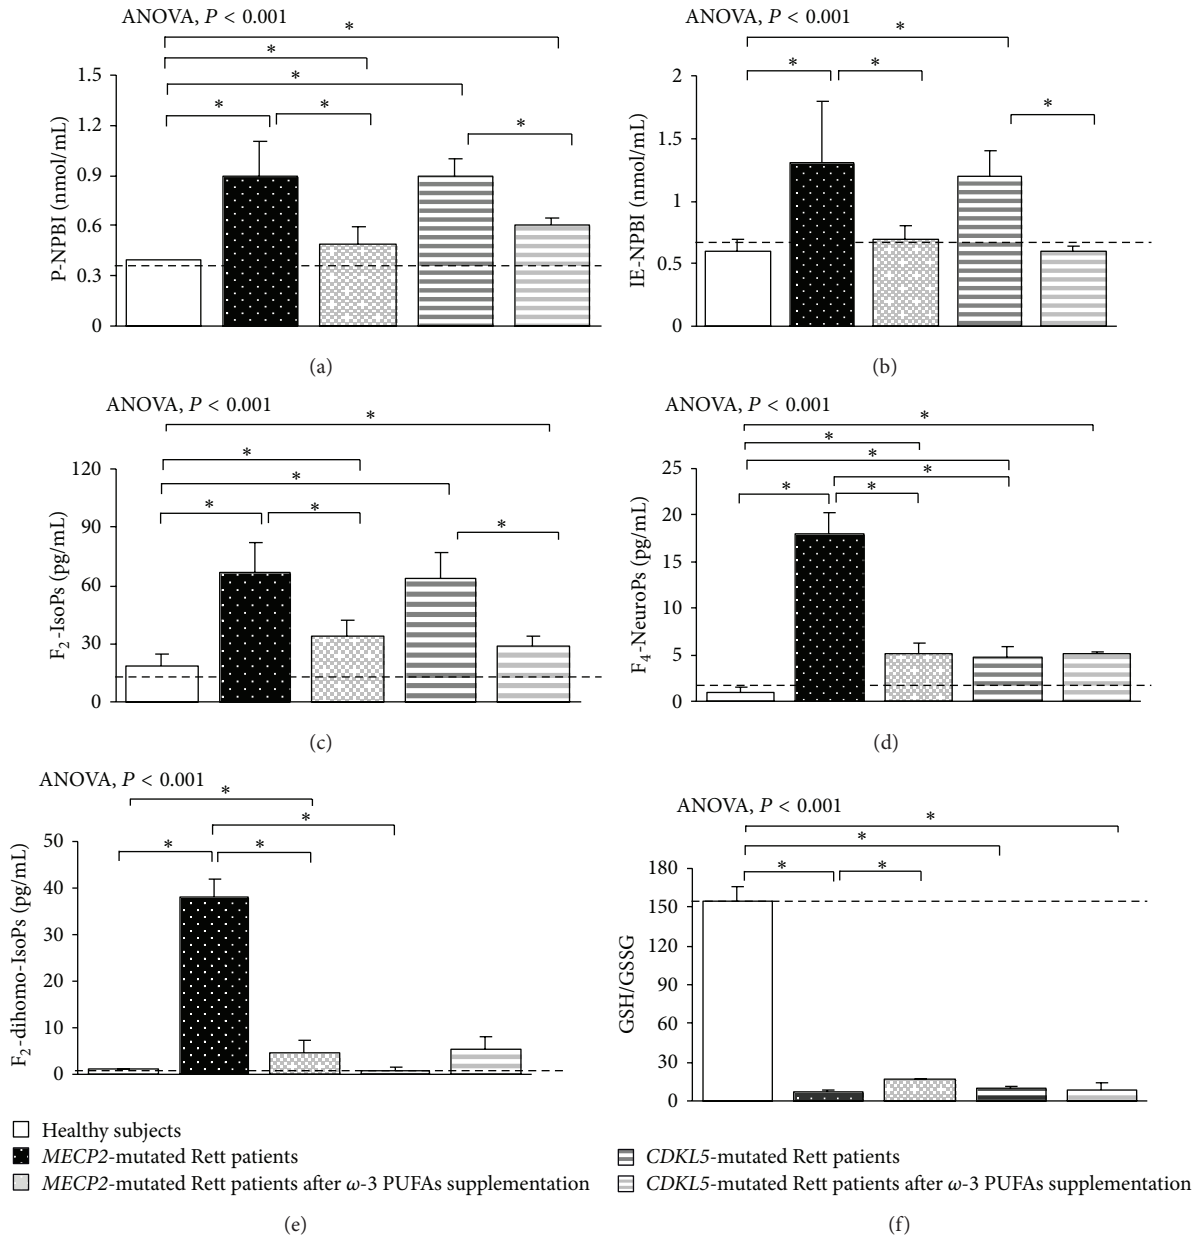 ANOVA, P < 0.001
*
*
*
*
*
*
P-NPBI (nmol/mL)
1.5
1.2
0.9
0.6
0.3
0
(a)
ANOVA, P < 0.001
*
*
*
*
IE-NPBI (nmol/mL)
2
1.5
1
0.5
0
(b)
ANOVA, P < 0.001
*
*
*
*
*
*
F2-IsoPs (pg/mL)
120
90
60
30
0
(c)
ANOVA, P < 0.001
*
*
*
*
*
*
F4-NeuroPs (pg/mL)
25
20
15
10
5
0
(d)
ANOVA, P < 0.001
*
*
*
*
F2-dihomo-IsoPs (pg/mL)
50
40
30
20
10
0
ANOVA, P < 0.001
*
*
*
*
GSH/GSSG
180
150
120
90
60
30
0
Healthy subjects
MECP2-mutated Rett patients
MECP2-mutated Rett patients after ω-3 PUFAs supplementation
(e)
CDKL5-mutated Rett patients
CDKL5-mutated Rett patients after ω-3 PUFAs supplementation
(f)